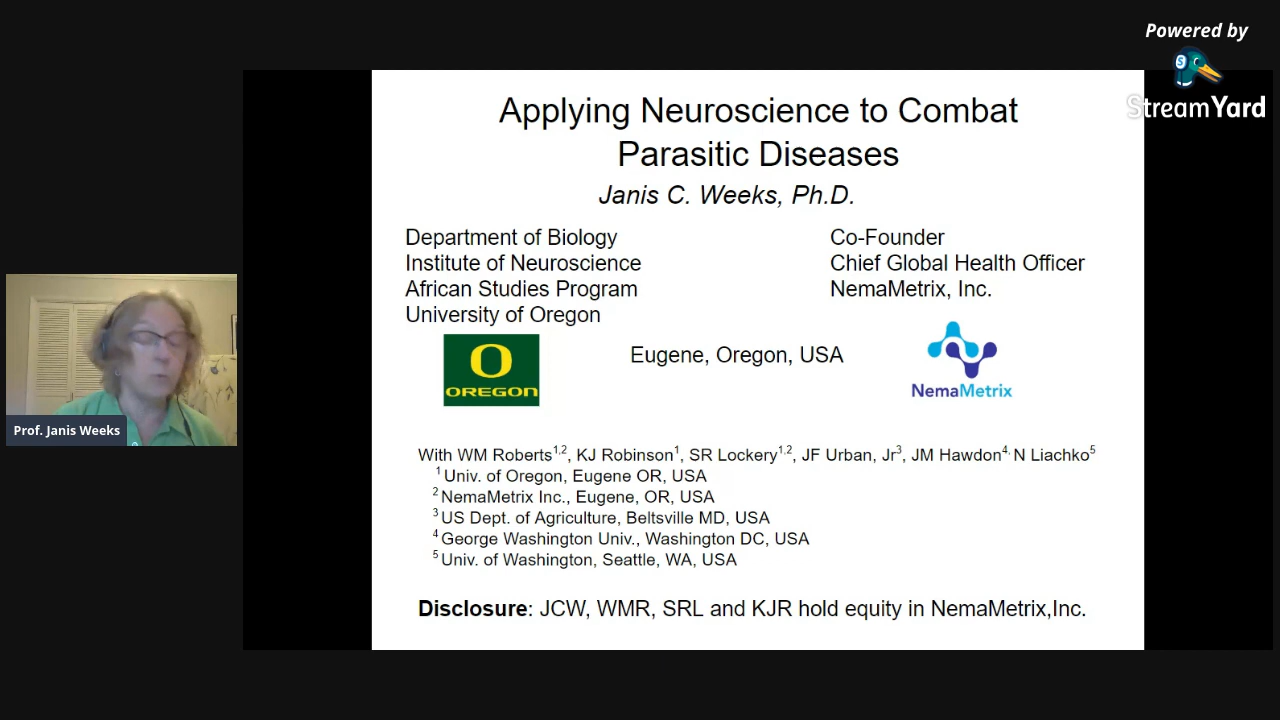 Powered by
StreamYard
Applying Neuroscience to Combat
Parasitic Diseases
Janis C. Weeks, Ph.D.
Department of Biology
Institute of Neuroscience
African Studies Program
University of Oregon
Co-Founder
Chief Global Health Officer
NemaMetrix, Inc.
O
OREGON
Eugene, Oregon, USA
NemaMetrix
With WM Roberts1,2, KJ Robinson1, SR Lockery1,2, JF Urban, Jr3, JM Hawdon4, N Liachko5
1 Univ. of Oregon, Eugene OR, USA
2 NemaMetrix Inc., Eugene, OR, USA
3 US Dept. of Agriculture, Beltsville MD, USA
4 George Washington Univ., Washington DC, USA
5 Univ. of Washington, Seattle, WA, USA
Disclosure: JCW, WMR, SRL and KJR hold equity in NemaMetrix,Inc.
Prof. Janis Weeks